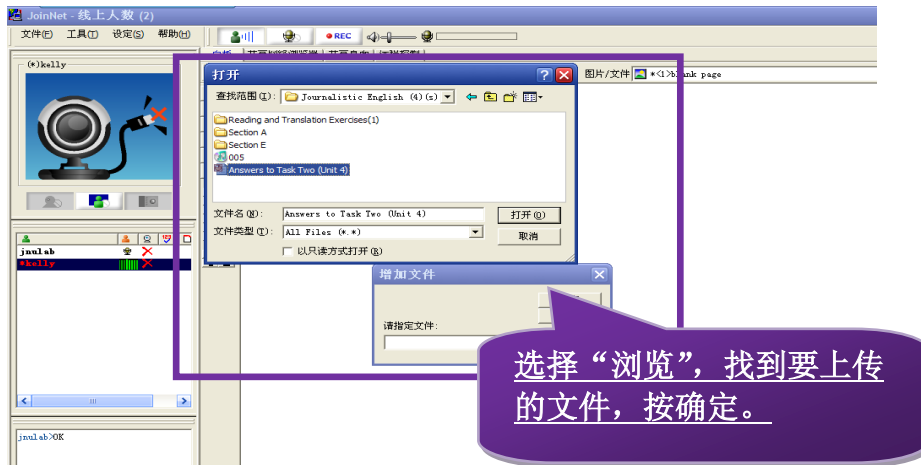 JoinNet - 线上人数 (2)
文件(F) 工具(T) 设定(S) 帮助(H)
REC
(*)kelly
图片/文件 *<1>blank page
打开
查找范围(I): Journalistic English (4)(s)
Reading and Translation Exercises(1)
Section A
Section E
005
Answers to Task Two (Unit 4)
文件名(N): Answers to Task Two (Unit 4) 打开(O)
文件类型(T): All Files (*.*) 取消
以只读方式打开(R)
jnulab
*kelly
增加文件
请指定文件:
选择“浏览”，找到要上传
的文件，按确定。
jnulab>OK